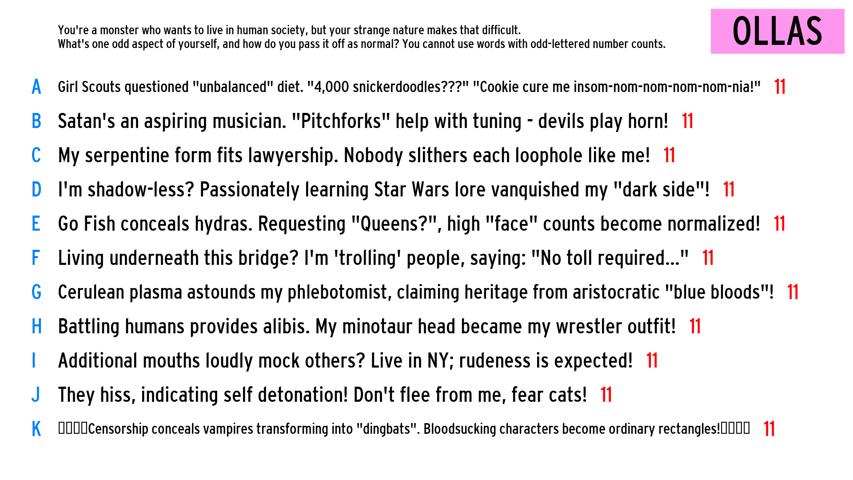 You're a monster who wants to live in human society, but your strange nature makes that difficult.
What's one odd aspect of yourself, and how do you pass it off as normal? You cannot use words with odd-lettered number counts.
OLLAS
A Girl Scouts questioned "unbalanced" diet. "4,000 snickerdoodles???" "Cookie cure me insom-nom-nom-nom-nom-nia!" 11
B Satan's an aspiring musician. "Pitchforks" help with tuning - devils play horn! 11
C My serpentine form fits lawyership. Nobody slithers each loophole like me! 11
D I'm shadow-less? Passionately learning Star Wars lore vanquished my "dark side"! 11
E Go Fish conceals hydras. Requesting "Queens?", high "face" counts become normalized! 11
F Living underneath this bridge? I'm 'trolling' people, saying: "No toll required..." 11
G Cerulean plasma astounds my phlebotomist, claiming heritage from aristocratic "blue bloods"! 11
H Battling humans provides alibis. My minotaur head became my wrestler outfit! 11
I Additional mouths loudly mock others? Live in NY; rudeness is expected! 11
J They hiss, indicating self detonation! Don't flee from me, fear cats! 11
K ▯▯▯▯Censorship conceals vampires transforming into "dingbats". Bloodsucking characters become ordinary rectangles!▯▯▯▯ 11